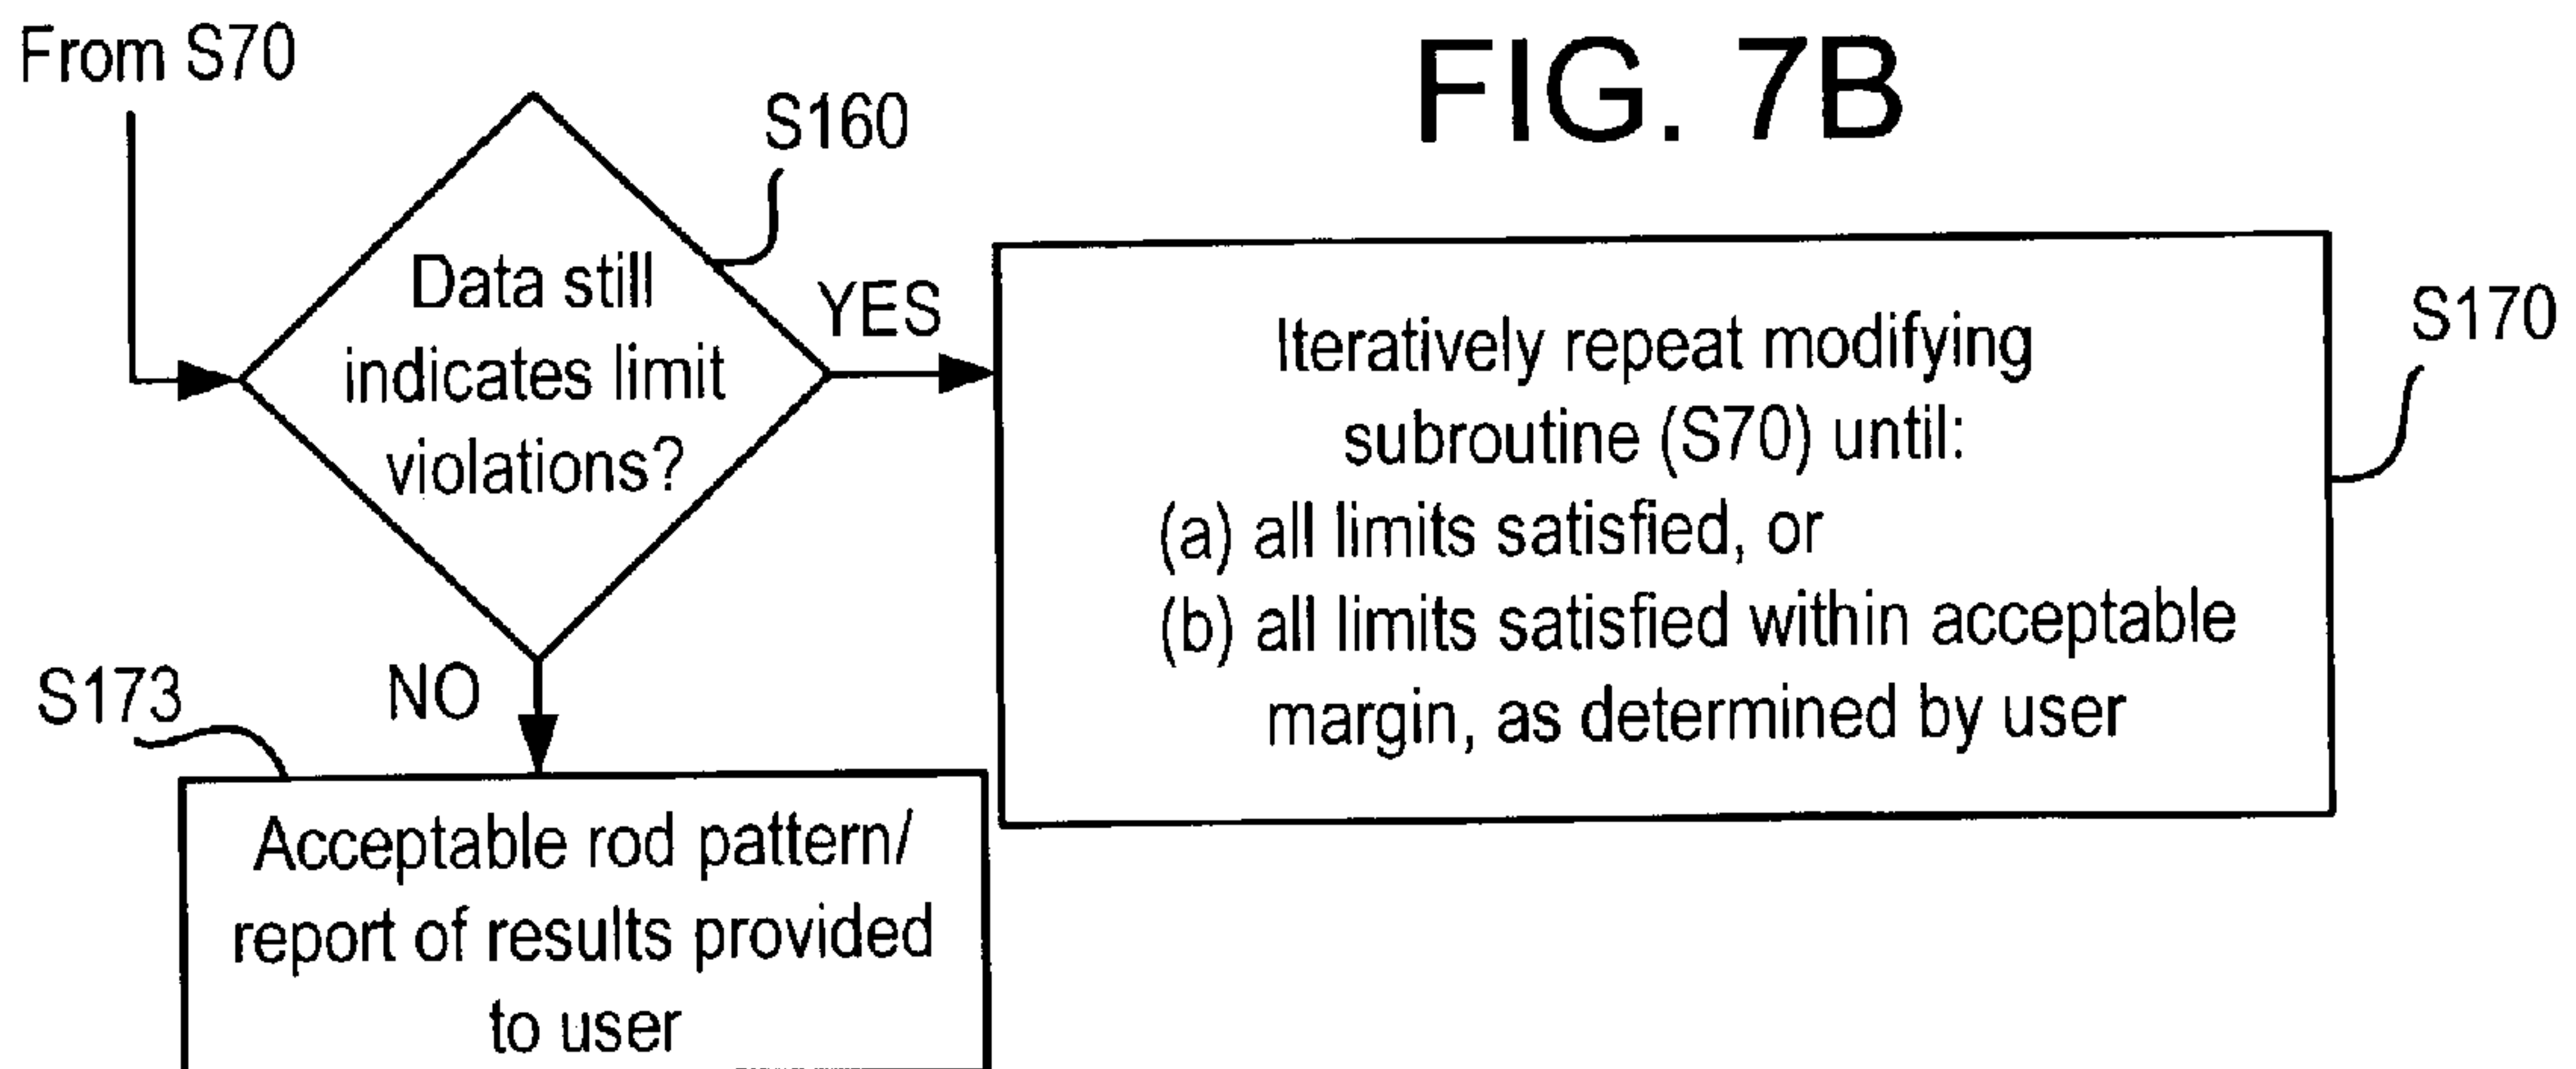 From S70
FIG. 7B
S160
Data still
indicates limit
violations?
YES
S170
Iteratively repeat modifying
subroutine (S70) until:
(a) all limits satisfied, or
(b) all limits satisfied within acceptable
margin, as determined by user
NO
S173
Acceptable rod pattern/
report of results provided
to user